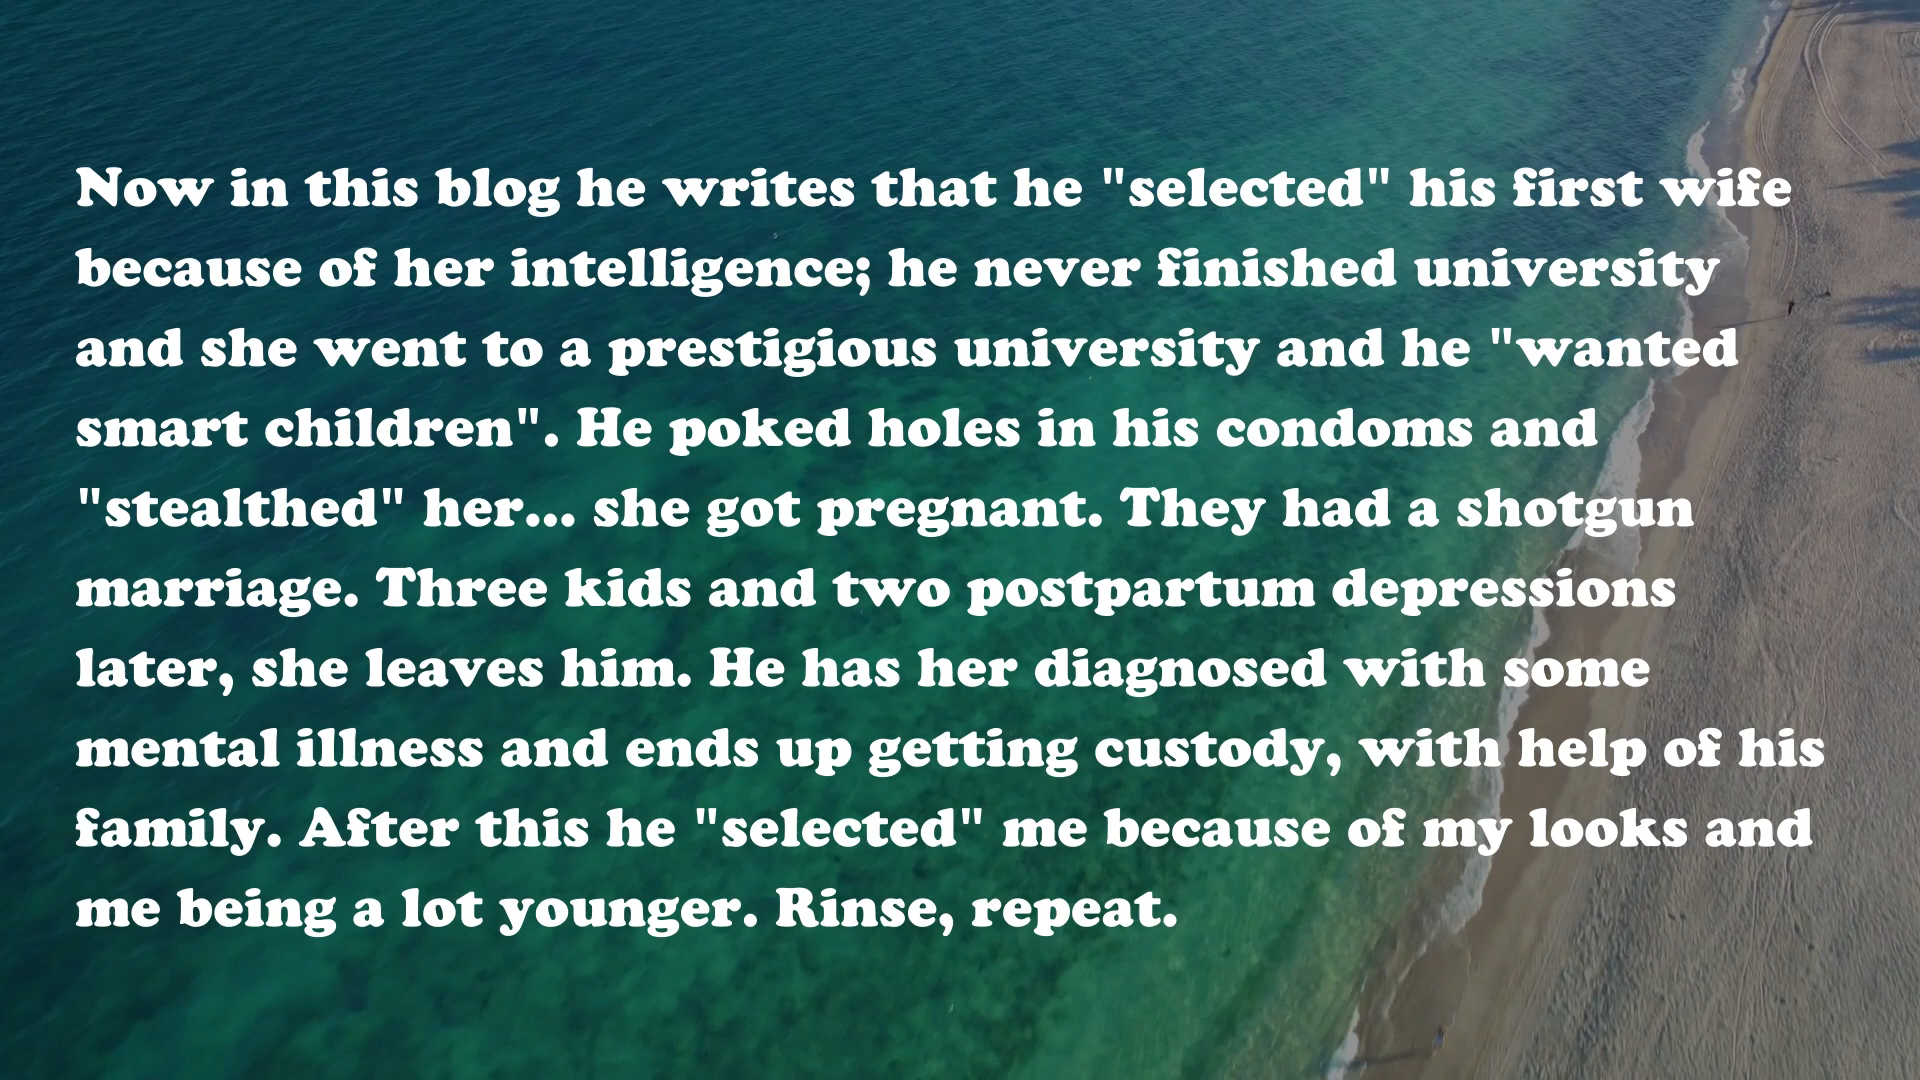 Now in this blog he writes that he "selected" his first wife
because of her intelligence; he never finished university
and she went to a prestigious university and he "wanted
smart children". He poked holes in his condoms and
"stealthed" her... she got pregnant. They had a shotgun
marriage. Three kids and two postpartum depressions
later, she leaves him. He has her diagnosed with some
mental illness and ends up getting custody, with help of his
family. After this he "selected" me because of my looks and
me being a lot younger. Rinse, repeat.